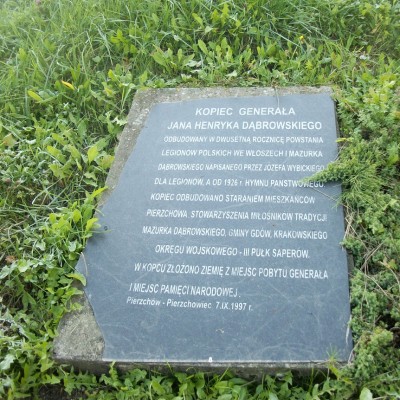 KOPIEC GENERAŁA
JANA HENRYKA DĄBROWSKIEGO
ODBUDOWANY W DWUSETNĄ ROCZNICĘ POWSTANIA
LEGIONÓW POLSKICH WE WŁOSZECH I MAZURKA
DĄBROWSKIEGO NAPISANEGO PRZEZ JÓZEFA WYBICKIEGO
DLA LEGIONÓW, A OD 1926 r. HYMNU PAŃSTWOWEGO
KOPIEC ODBUDOWANO STARANIEM MIESZKAŃCÓW
PIERZCHOWA, STOWARZYSZENIA MIŁOŚNIKÓW TRADYCJI
MAZURKA DĄBROWSKIEGO, GMINY GDÓW, KRAKOWSKIEGO
OKRĘGU WOJSKOWEGO - III PUŁK SAPERÓW.
W KOPCU ZŁOŻONO ZIEMIĘ Z MIEJSC POBYTU GENERAŁA
I MIEJSC PAMIĘCI NARODOWEJ.
Pierzchów - Pierzchowiec 7.IX.1997 r.